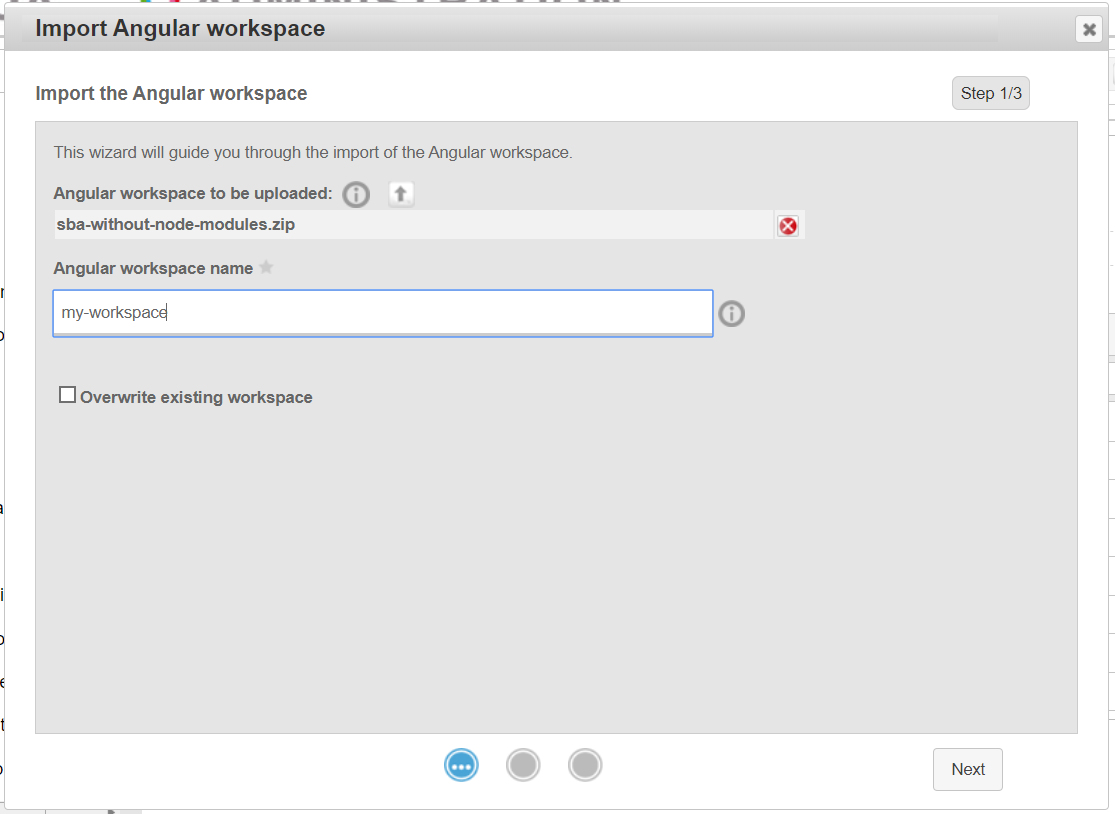 Import Angular workspace
Import the Angular workspace
Step 1/3
This wizard will guide you through the import of the Angular workspace.
Angular workspace to be uploaded:
sba-without-node-modules.zip
Angular workspace name
my-workspace
Overwrite existing workspace
Next